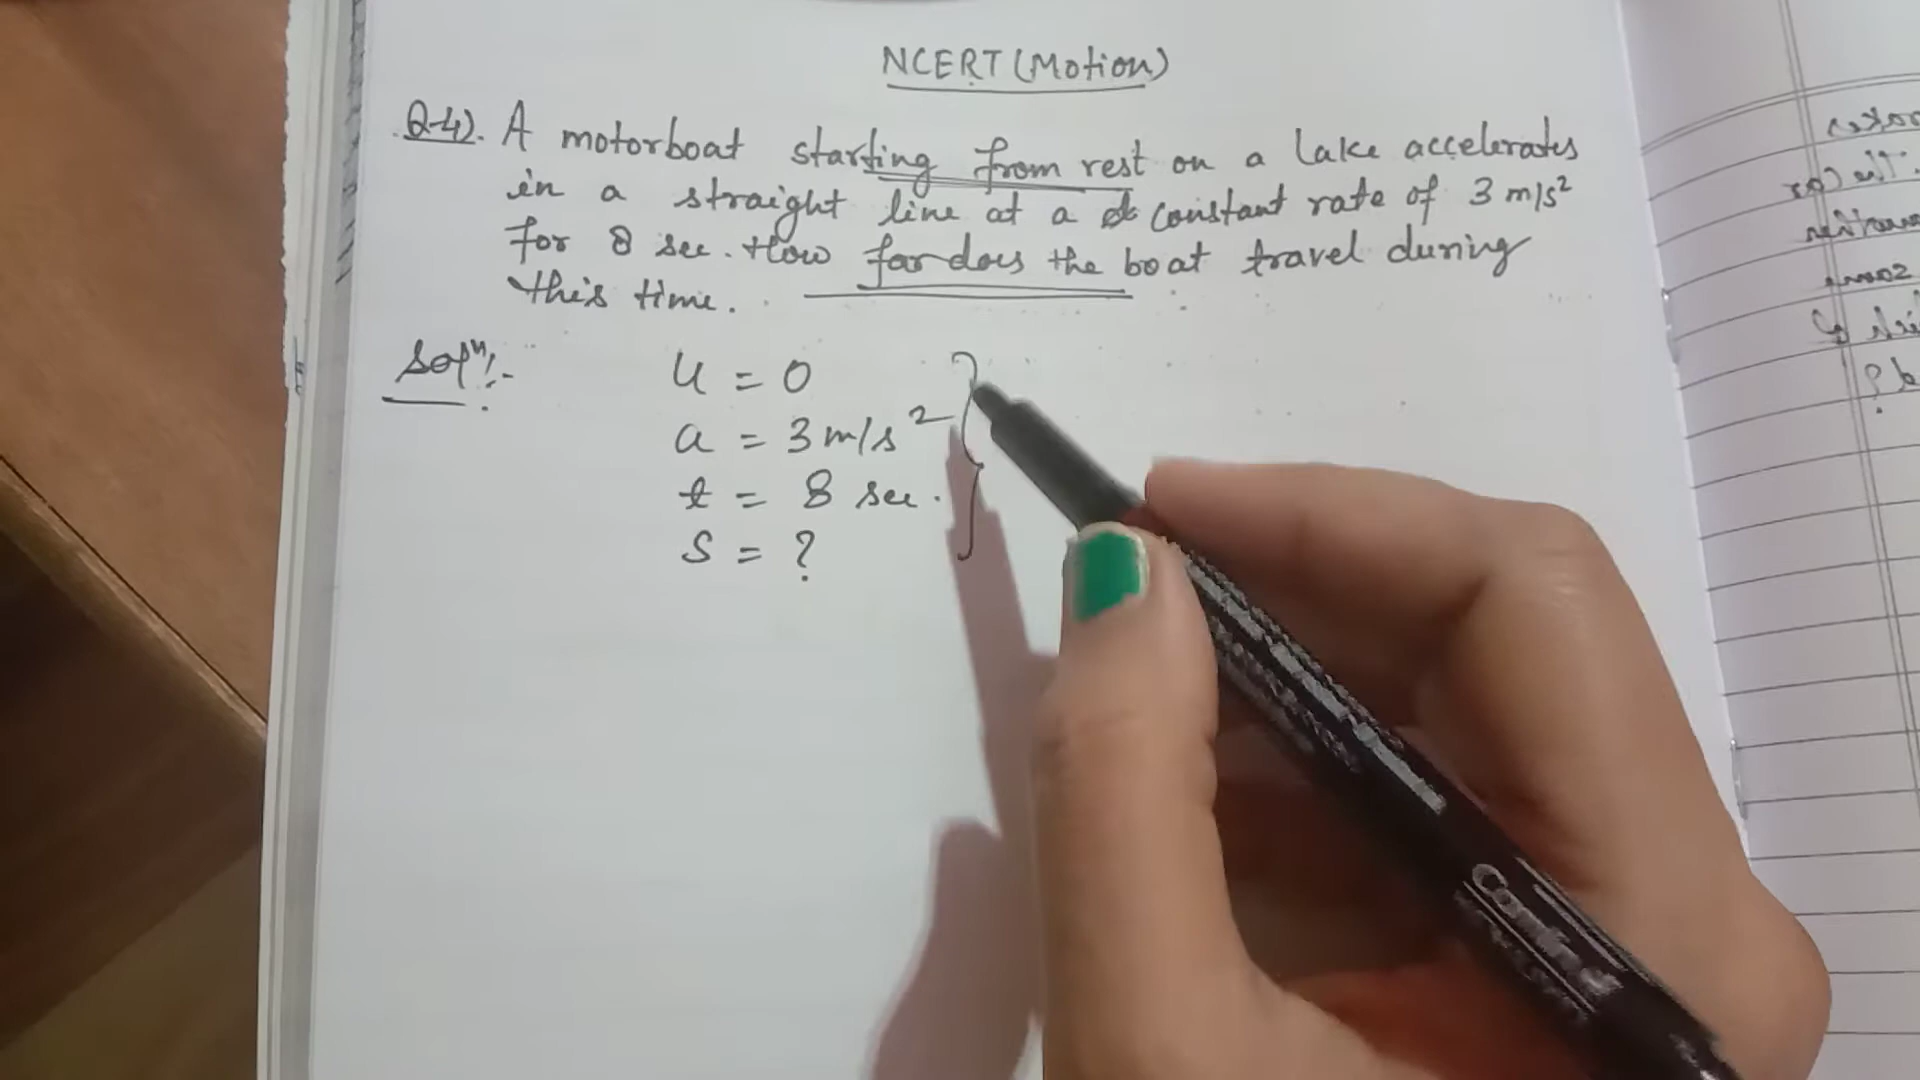 NCERT (Motion)
Q-4). A motorboat starting from rest on a lake accelerates
in a straight line at a constant rate of 3 m/s²
for 8 sec. How far does the boat travel during
this time.
Solⁿ:-
u = 0
a = 3 m/s²
t = 8 sec.
s = ?